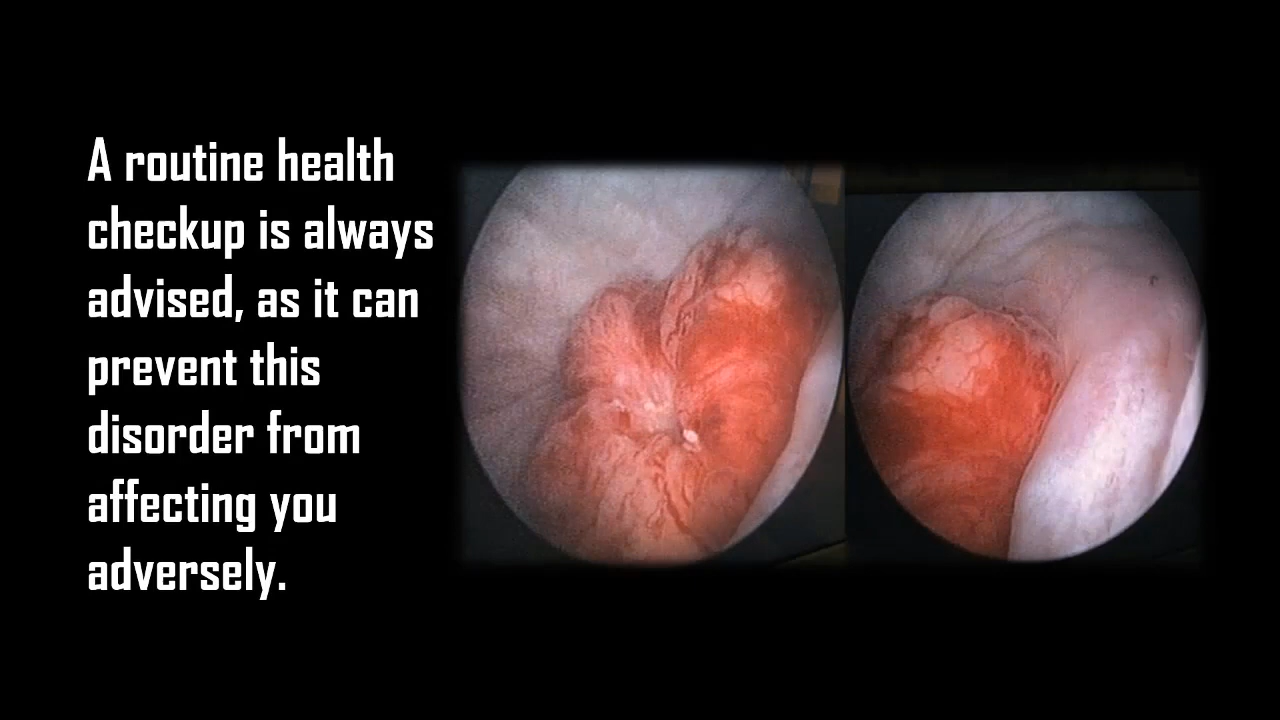 A routine health
checkup is always
advised, as it can
prevent this
disorder from
affecting you
adversely.